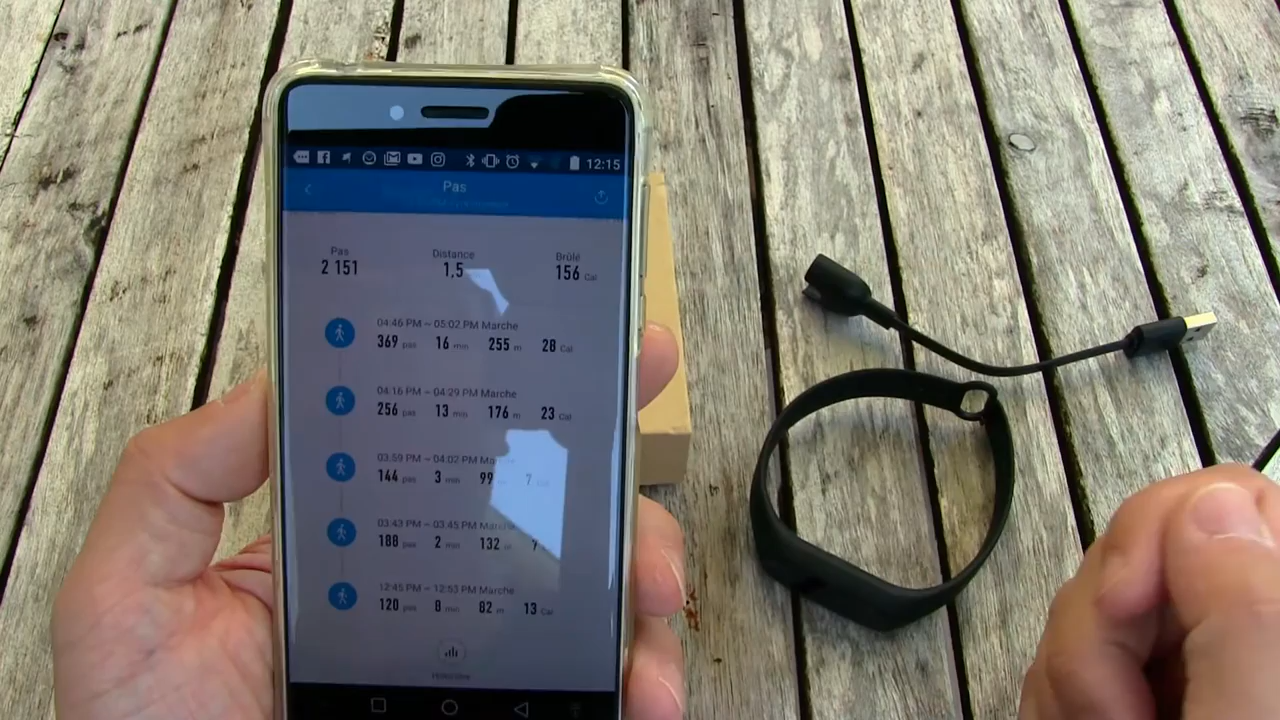 12:15
Pas
Pas Distance Brûlé
2 151 1,5 156 Cal
04:46 PM ~ 05:02 PM Marche
369 pas 16 min 255 m 28 Cal
04:16 PM ~ 04:29 PM Marche
256 pas 13 min 176 m 23 Cal
03:59 PM ~ 04:02 PM Ma
144 pas 3 min 99 7
03:43 PM ~ 03:45 PM Marche
188 pas 2 min 132 m 7
12:45 PM ~ 12:53 PM Marche
120 pas 8 min 82 m 13 Cal